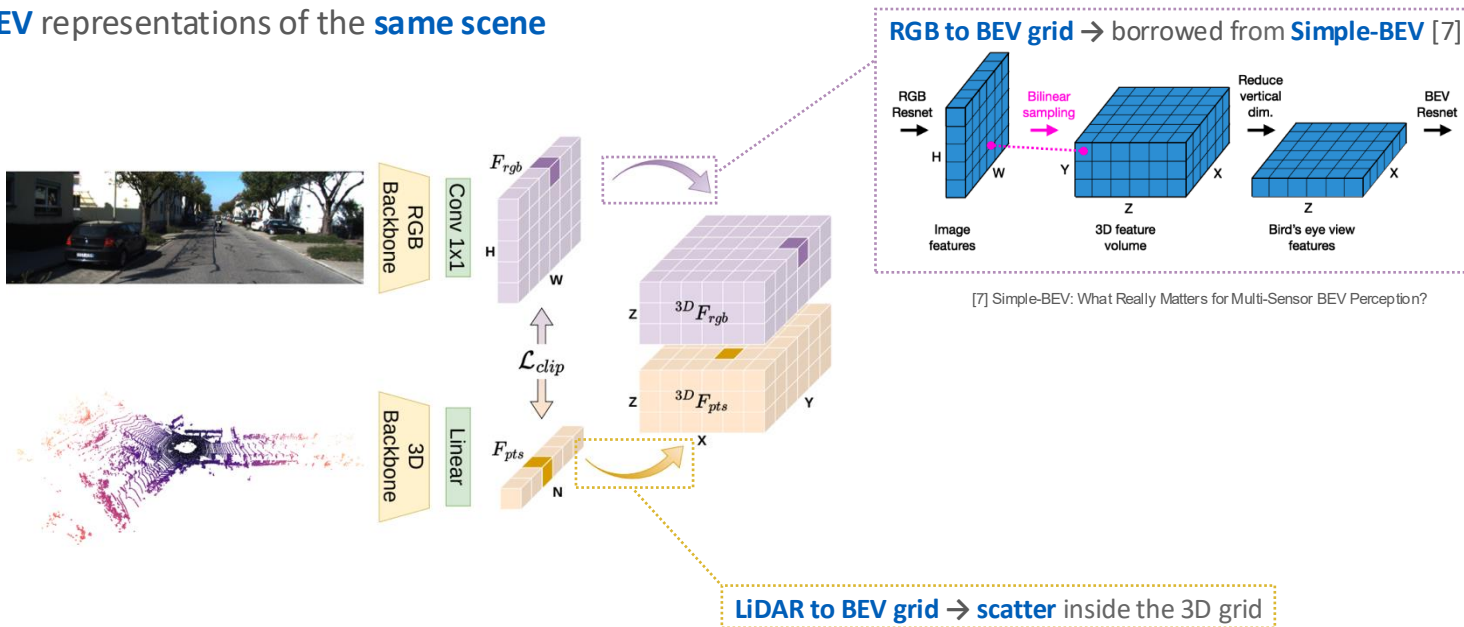 EV representations of the same scene
RGB to BEV grid → borrowed from Simple-BEV [7]
RGB
Resnet
Bilinear
sampling
Reduce
vertical
dim.
BEV
Resnet
H
W
Y
Z
X
Z
X
Image
features
3D feature
volume
Bird's eye view
features
[7] Simple-BEV: What Really Matters for Multi-Sensor BEV Perception?
RGB
Backbone
Conv 1x1
F_rgb
H
W
Z
3D F_rgb
L_clip
Z
3D F_pts
Y
X
3D
Backbone
Linear
F_pts
N
LiDAR to BEV grid → scatter inside the 3D grid